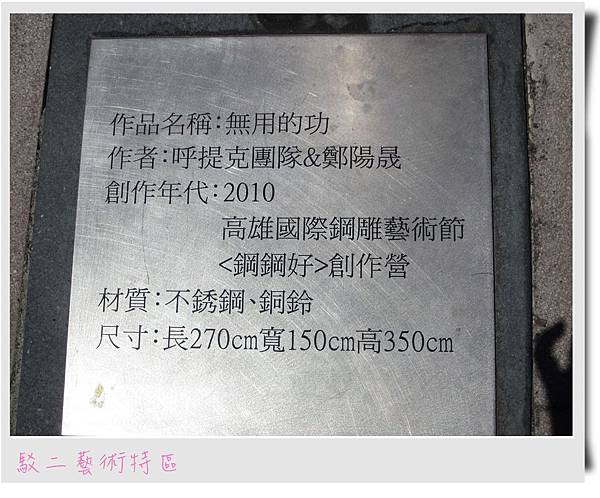 作品名稱:無用的功
作者:呼提克團隊&鄭陽晟
創作年代:2010
高雄國際鋼雕藝術節
<鋼鋼好>創作營
材質:不銹鋼、銅鈴
尺寸:長270cm寬150cm高350cm
駁二藝術特區